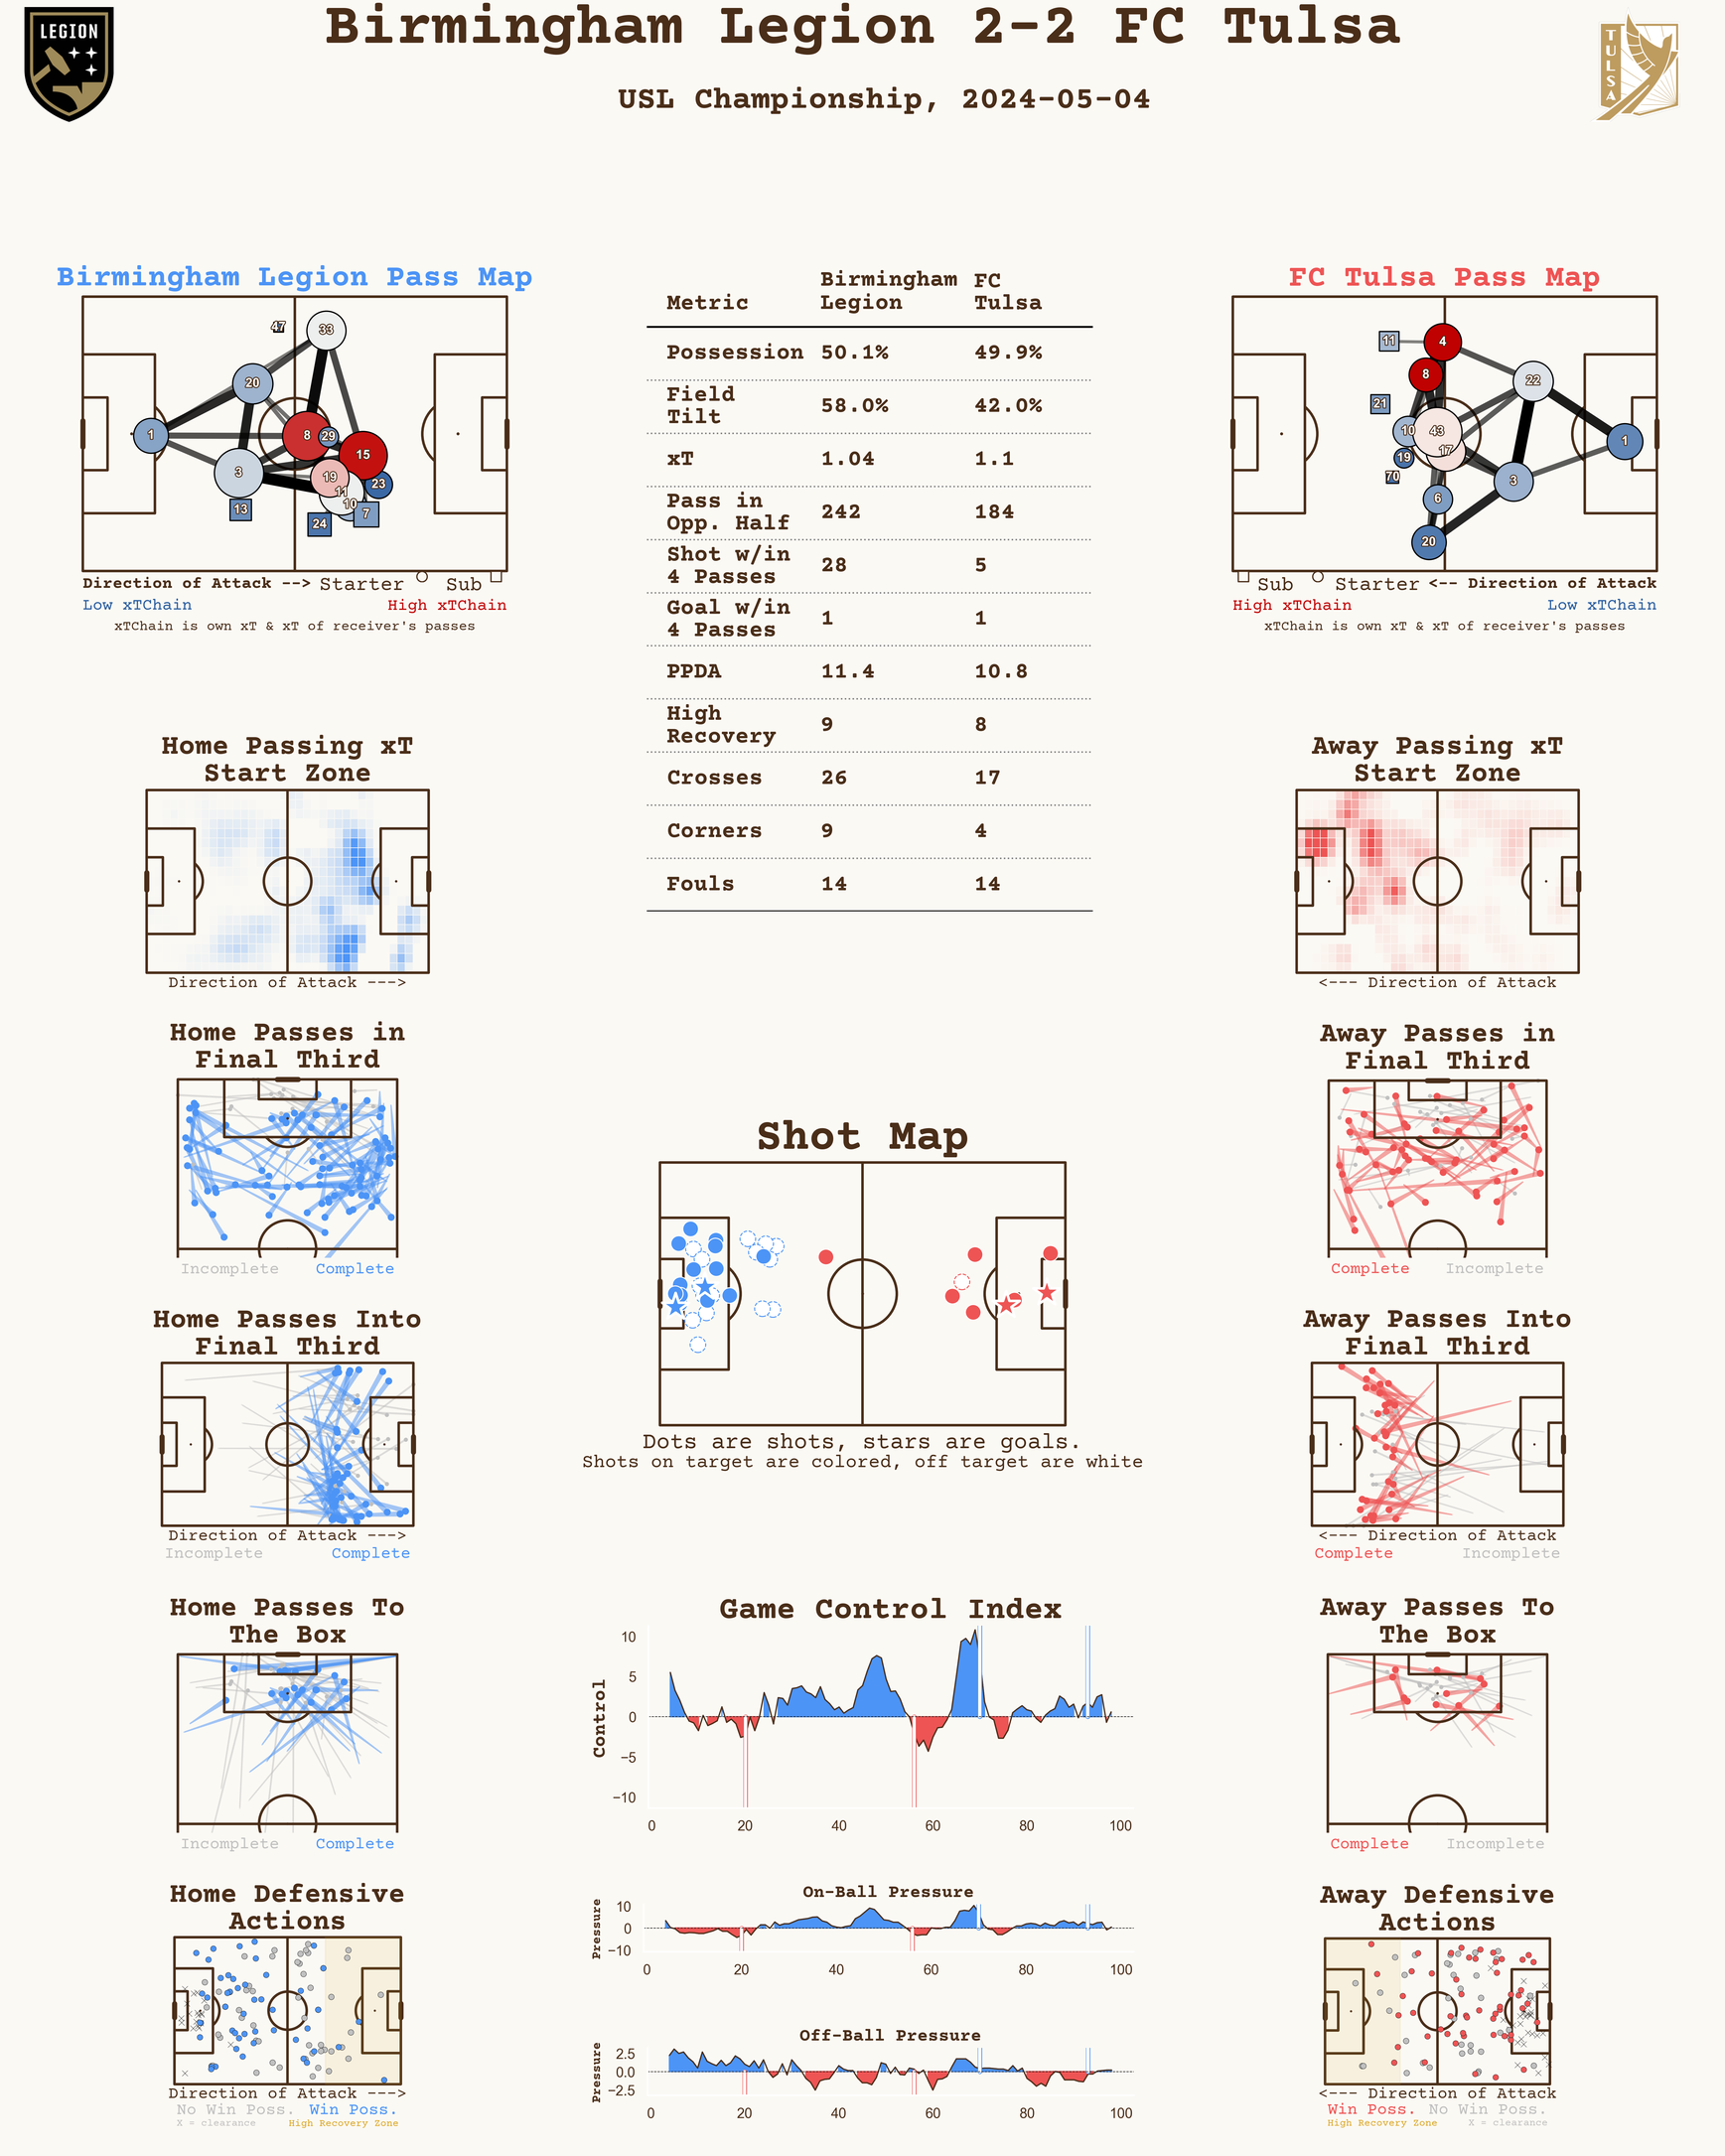 LEGION
Birmingham Legion 2-2 FC Tulsa
TULSA
USL Championship, 2024-05-04
Birmingham Legion Pass Map
47
33
20
1
8
29
15
3
19
11
23
10
7
13
24
Direction of Attack --> Starter Sub
Low xTChain High xTChain
xTChain is own xT & xT of receiver's passes
Metric Birmingham Legion FC Tulsa
Possession 50.1% 49.9%
Field Tilt 58.0% 42.0%
xT 1.04 1.1
Pass in Opp. Half 242 184
Shot w/in 4 Passes 28 5
Goal w/in 4 Passes 1 1
PPDA 11.4 10.8
High Recovery 9 8
Crosses 26 17
Corners 9 4
Fouls 14 14
FC Tulsa Pass Map
11
4
8
22
21
10
43
1
17
19
70
3
6
20
Sub Starter <-- Direction of Attack
High xTChain Low xTChain
xTChain is own xT & xT of receiver's passes
Home Passing xT
Start Zone
Direction of Attack --->
Away Passing xT
Start Zone
<--- Direction of Attack
Home Passes in
Final Third
Incomplete Complete
Away Passes in
Final Third
Complete Incomplete
Shot Map
Dots are shots, stars are goals.
Shots on target are colored, off target are white
Home Passes Into
Final Third
Direction of Attack --->
Incomplete Complete
Away Passes Into
Final Third
<--- Direction of Attack
Complete Incomplete
Home Passes To
The Box
Incomplete Complete
Game Control Index
Control
10
5
0
−5
−10
0 20 40 60 80 100
Away Passes To
The Box
Complete Incomplete
Home Defensive
Actions
Direction of Attack --->
No Win Poss. Win Poss.
X = clearance High Recovery Zone
On-Ball Pressure
Pressure
10
0
−10
0 20 40 60 80 100
Off-Ball Pressure
Pressure
2.5
0.0
−2.5
0 20 40 60 80 100
Away Defensive
Actions
<--- Direction of Attack
Win Poss. No Win Poss.
High Recovery Zone X = clearance